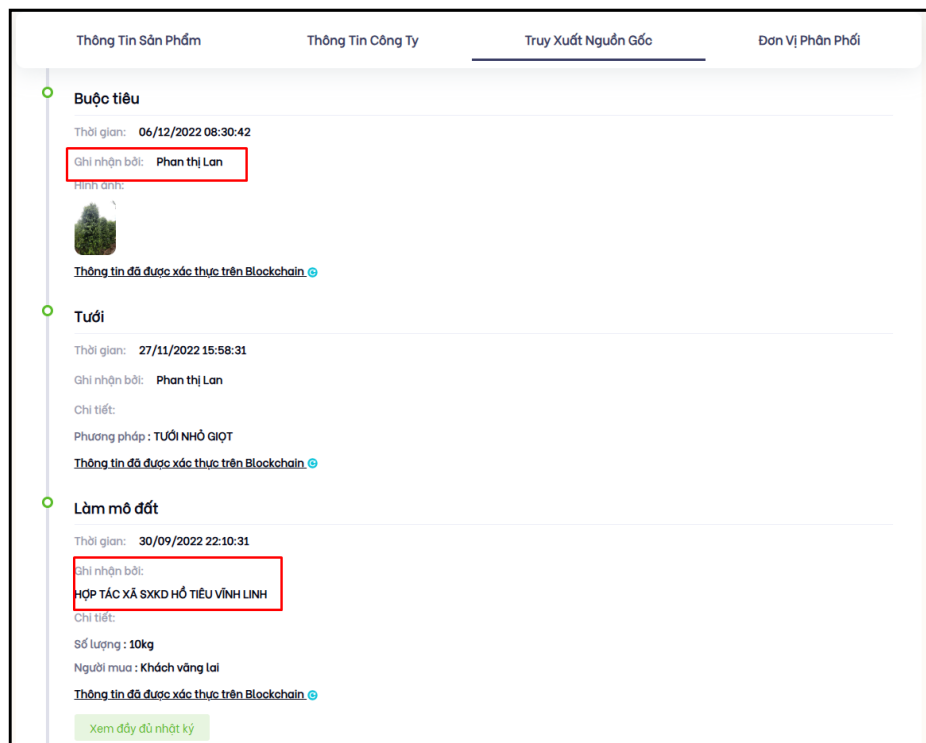 Thông Tin Sản Phẩm Thông Tin Công Ty Truy Xuất Nguồn Gốc Đơn Vị Phân Phối
Buộc tiêu
Thời gian: 06/12/2022 08:30:42
Ghi nhận bởi: Phan thị Lan
Hình ảnh:
Thông tin đã được xác thực trên Blockchain
Tưới
Thời gian: 27/11/2022 15:58:31
Ghi nhận bởi: Phan thị Lan
Chi tiết:
Phương pháp : TƯỚI NHỎ GIỌT
Thông tin đã được xác thực trên Blockchain
Làm mô đất
Thời gian: 30/09/2022 22:10:31
Ghi nhận bởi:
HỢP TÁC XÃ SXKD HỒ TIÊU VĨNH LINH
Chi tiết:
Số lượng : 10kg
Người mua : Khách vãng lai
Thông tin đã được xác thực trên Blockchain
Xem đầy đủ nhật ký